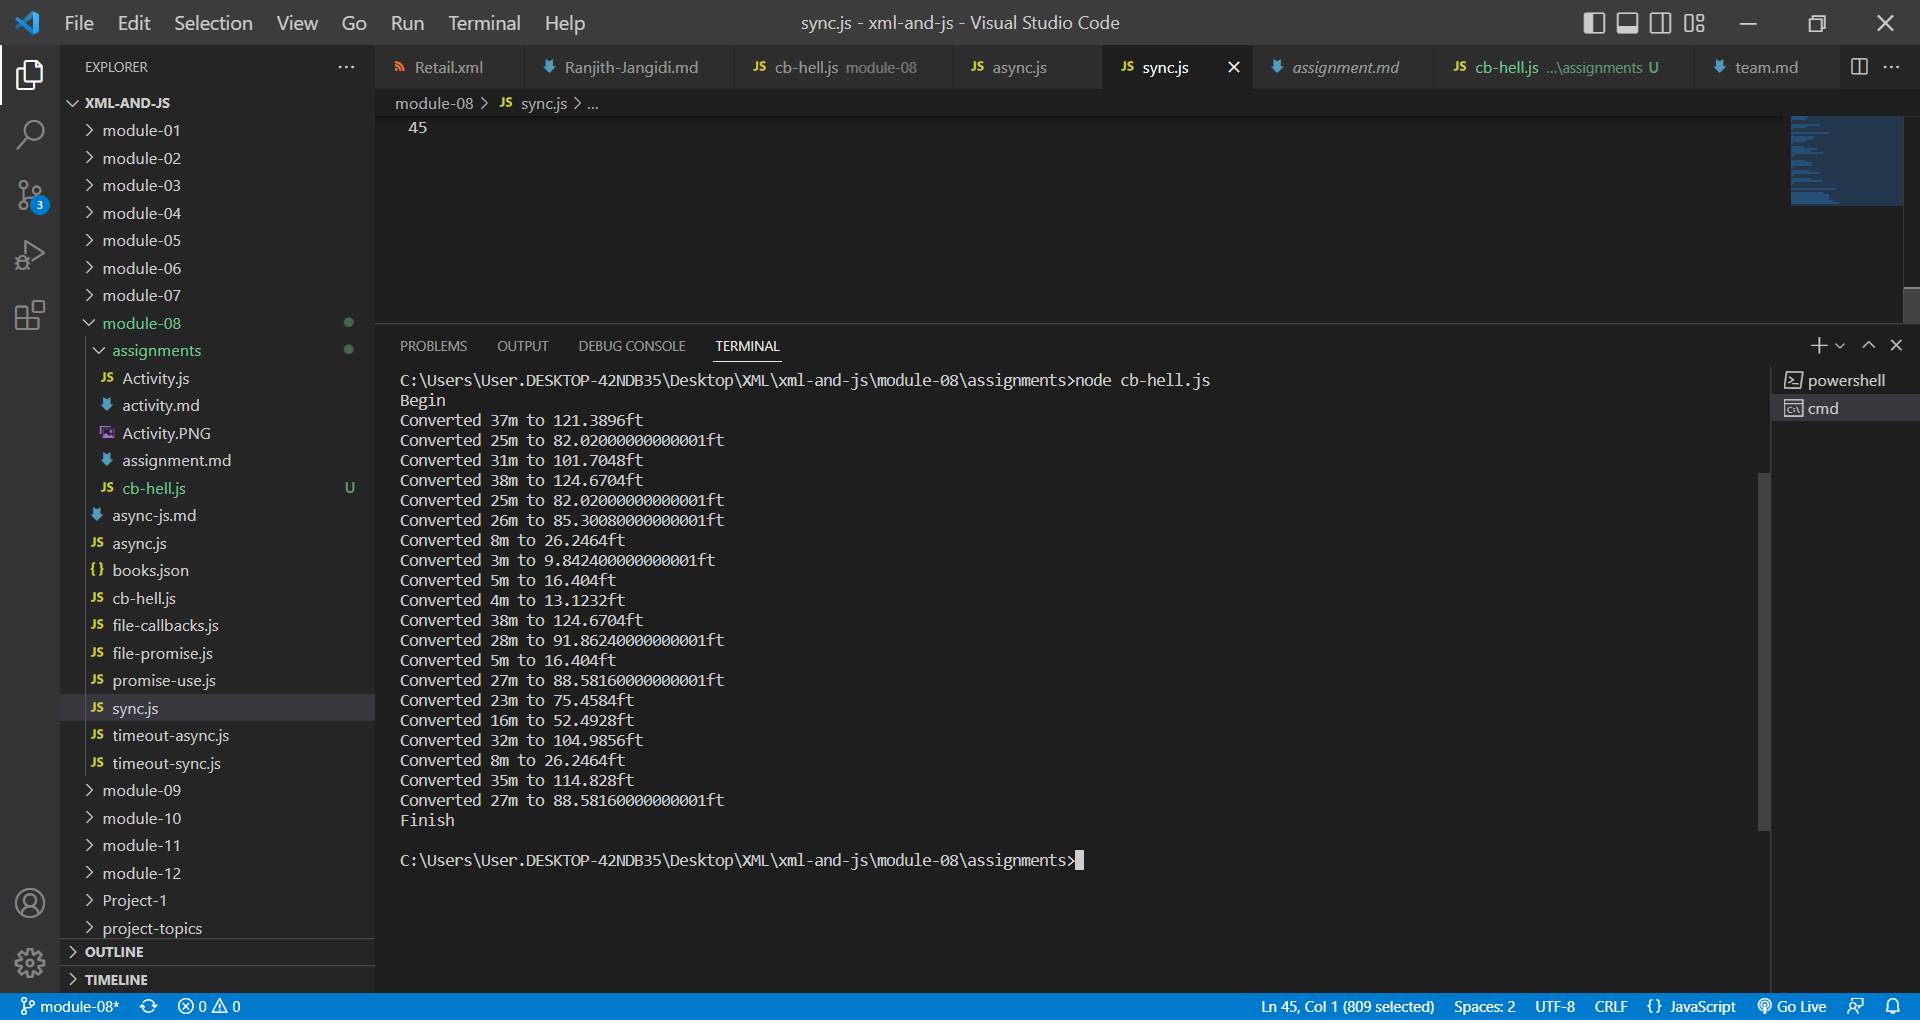 File Edit Selection View Go Run Terminal Help sync.js - xml-and-js - Visual Studio Code
EXPLORER
Retail.xml Ranjith-Jangidi.md JS cb-hell.js module-08 JS async.js JS sync.js JS assignment.md JS cb-hell.js ...\assignments U team.md
XML-AND-JS
module-08 > JS sync.js > ...
45
module-01
module-02
module-03
3
module-04
module-05
module-06
module-07
module-08
assignments
JS Activity.js
activity.md
Activity.PNG
assignment.md
JS cb-hell.js U
async-js.md
JS async.js
{} books.json
JS cb-hell.js
JS file-callbacks.js
JS file-promise.js
JS promise-use.js
JS sync.js
JS timeout-async.js
JS timeout-sync.js
module-09
module-10
module-11
module-12
Project-1
project-topics
OUTLINE
TIMELINE
PROBLEMS OUTPUT DEBUG CONSOLE TERMINAL
C:\Users\User.DESKTOP-42NDB35\Desktop\XML\xml-and-js\module-08\assignments>node cb-hell.js
Begin
Converted 37m to 121.3896ft
Converted 25m to 82.02000000000001ft
Converted 31m to 101.7048ft
Converted 38m to 124.6704ft
Converted 25m to 82.02000000000001ft
Converted 26m to 85.30080000000001ft
Converted 8m to 26.2464ft
Converted 3m to 9.842400000000001ft
Converted 5m to 16.404ft
Converted 4m to 13.1232ft
Converted 38m to 124.6704ft
Converted 28m to 91.86240000000001ft
Converted 5m to 16.404ft
Converted 27m to 88.58160000000001ft
Converted 23m to 75.4584ft
Converted 16m to 52.4928ft
Converted 32m to 104.9856ft
Converted 8m to 26.2464ft
Converted 35m to 114.828ft
Converted 27m to 88.58160000000001ft
Finish
C:\Users\User.DESKTOP-42NDB35\Desktop\XML\xml-and-js\module-08\assignments>
powershell
cmd
module-08* 0 0 Ln 45, Col 1 (809 selected) Spaces: 2 UTF-8 CRLF {} JavaScript Go Live